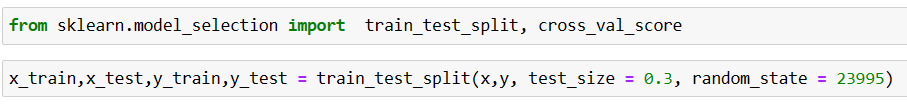 from sklearn.model_selection import  train_test_split, cross_val_score
x_train,x_test,y_train,y_test = train_test_split(x,y, test_size = 0.3, random_state = 23995)